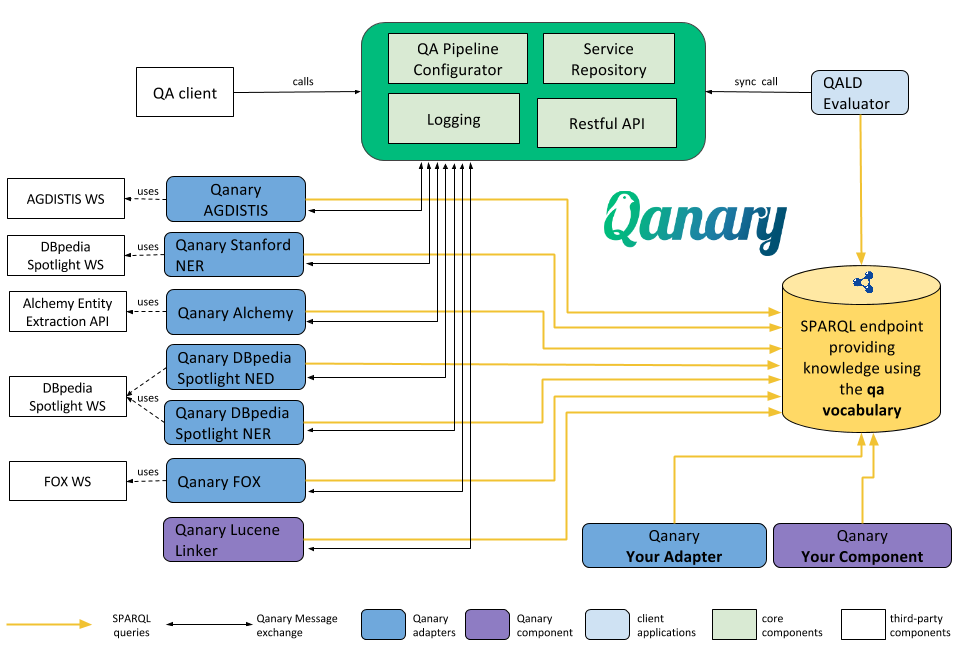 QA Pipeline
Configurator
Service
Repository
Logging
Restful API
QA client
calls
sync call
QALD
Evaluator
AGDISTIS WS
uses
Qanary
AGDISTIS
Qanary
DBpedia
Spotlight WS
uses
Qanary Stanford
NER
Alchemy Entity
Extraction API
uses
Qanary Alchemy
DBpedia
Spotlight WS
uses
Qanary DBpedia
Spotlight NED
Qanary DBpedia
Spotlight NER
FOX WS
uses
Qanary FOX
Qanary Lucene
Linker
SPARQL endpoint
providing
knowledge using
the qa
vocabulary
Qanary
Your Adapter
Qanary
Your Component
SPARQL
queries
Qanary Message
exchange
Qanary
adapters
Qanary
component
client
applications
core
components
third-party
components